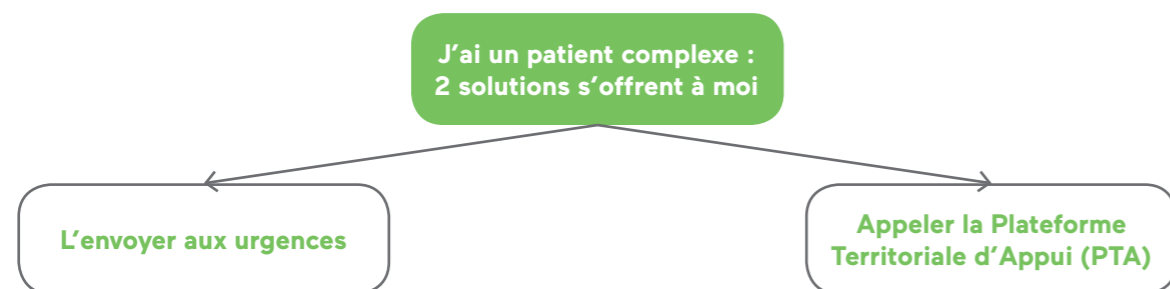 J’ai un patient complexe :
2 solutions s’offrent à moi
L’envoyer aux urgences
Appeler la Plateforme
Territoriale d’Appui (PTA)